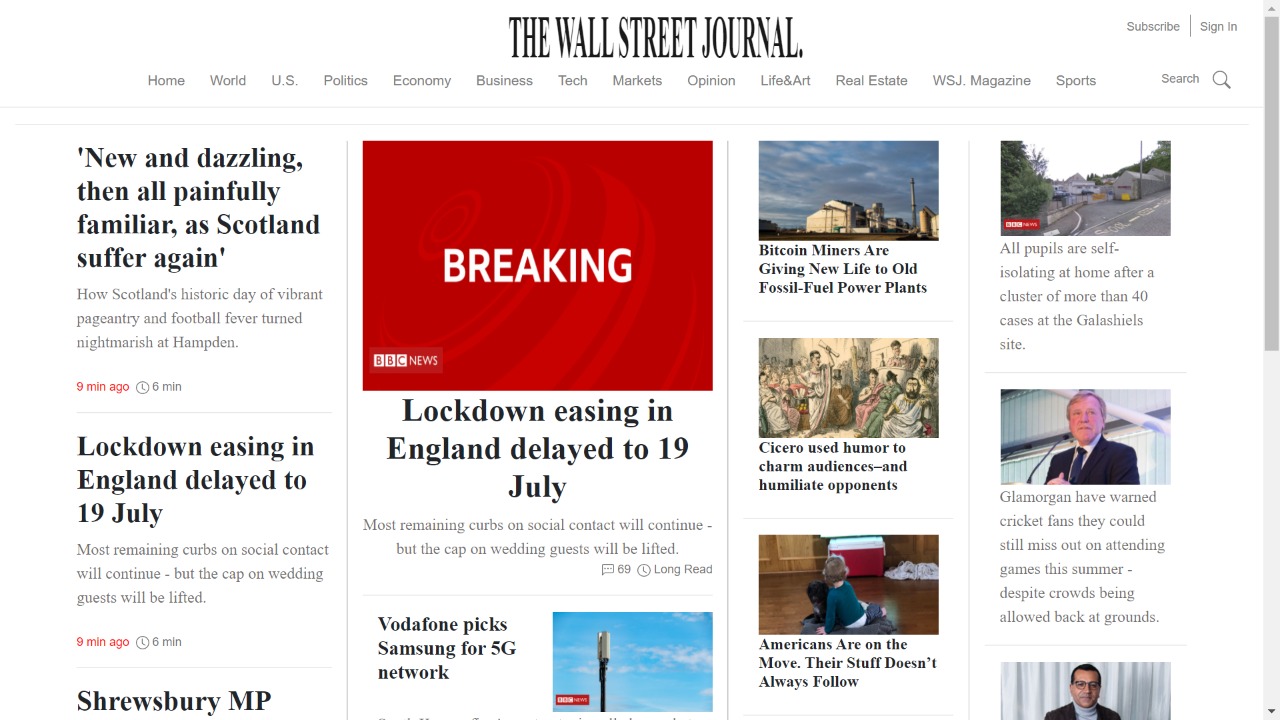 THE WALL STREET JOURNAL.
Subscribe
Sign In
Home World U.S. Politics Economy Business Tech Markets Opinion Life&Art Real Estate WSJ. Magazine Sports
Search
'New and dazzling,
then all painfully
familiar, as Scotland
suffer again'
How Scotland's historic day of vibrant
pageantry and football fever turned
nightmarish at Hampden.
9 min ago 6 min
Lockdown easing in
England delayed to
19 July
Most remaining curbs on social contact
will continue - but the cap on wedding
guests will be lifted.
9 min ago 6 min
Shrewsbury MP
BREAKING
BBC NEWS
Lockdown easing in
England delayed to 19
July
Most remaining curbs on social contact will continue -
but the cap on wedding guests will be lifted.
69 Long Read
Vodafone picks
Samsung for 5G
network
BBC NEWS
Bitcoin Miners Are
Giving New Life to Old
Fossil-Fuel Power Plants
Cicero used humor to
charm audiences–and
humiliate opponents
Americans Are on the
Move. Their Stuff Doesn't
Always Follow
BBC NEWS
All pupils are self-
isolating at home after a
cluster of more than 40
cases at the Galashiels
site.
Glamorgan have warned
cricket fans they could
still miss out on attending
games this summer -
despite crowds being
allowed back at grounds.